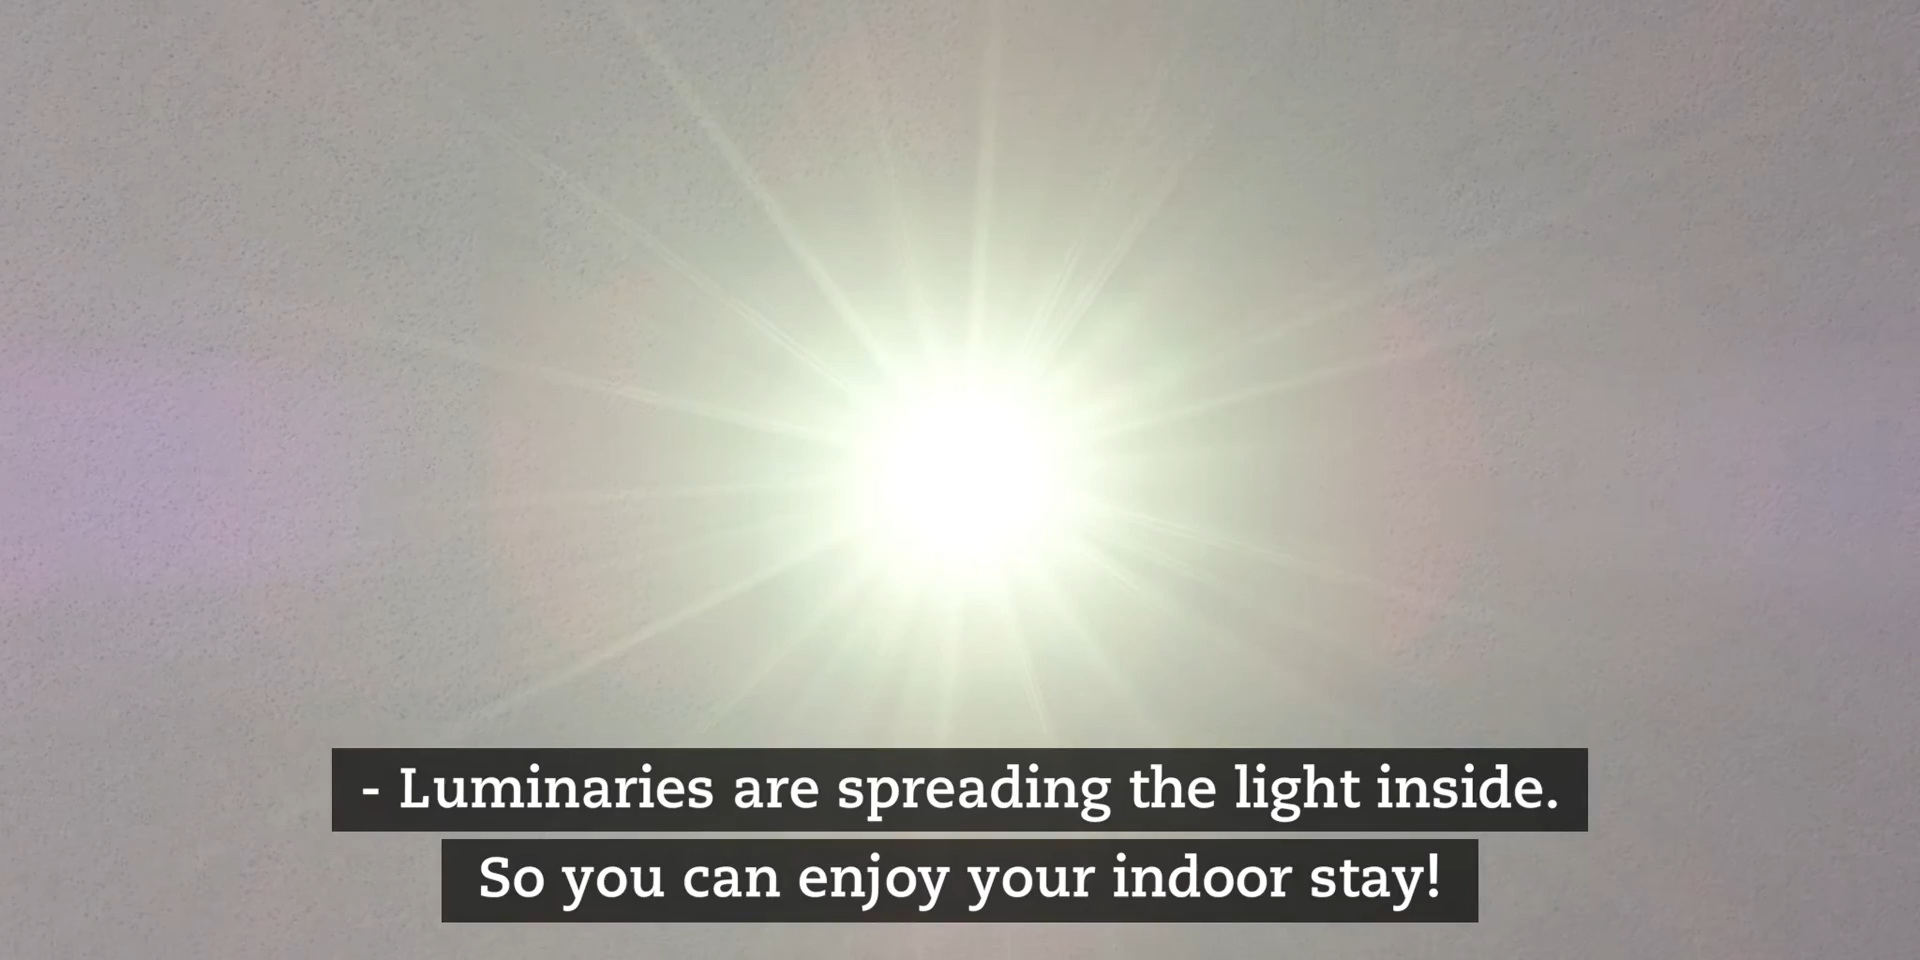 - Luminaries are spreading the light inside.
So you can enjoy your indoor stay!